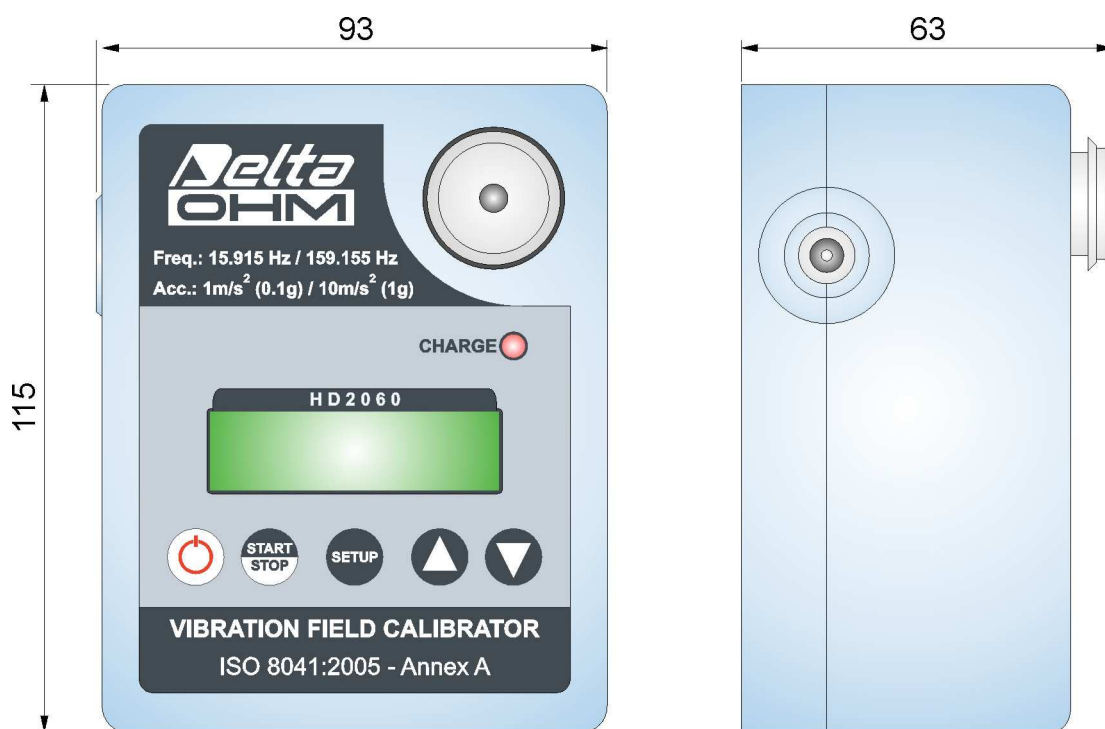 93
63
115
Delta
OHM
Freq.: 15.915 Hz / 159.155 Hz
Acc.: 1m/s² (0.1g) / 10m/s² (1g)
CHARGE
HD2060
START
STOP
SETUP
VIBRATION FIELD CALIBRATOR
ISO 8041:2005 - Annex A